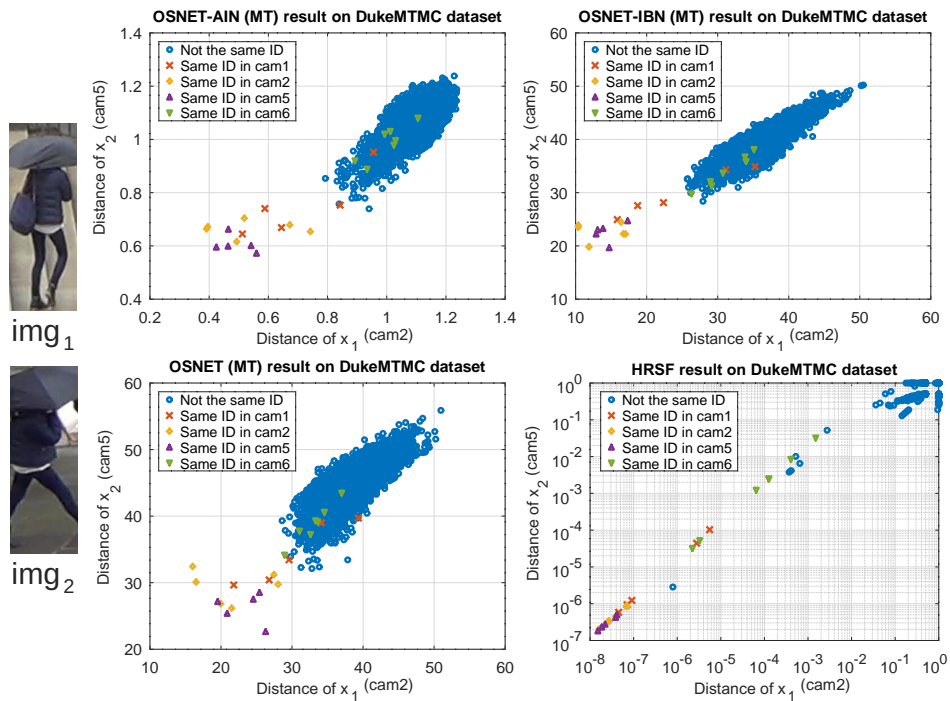 OSNET-AIN (MT) result on DukeMTMC dataset
1.4
1.2
1
0.8
0.6
0.4
0.2 0.4 0.6 0.8 1 1.2 1.4
Distance of x_2 (cam5)
Distance of x_1 (cam2)
Not the same ID
Same ID in cam1
Same ID in cam2
Same ID in cam5
Same ID in cam6
OSNET-IBN (MT) result on DukeMTMC dataset
60
50
40
30
20
10
10 20 30 40 50 60
Distance of x_2 (cam5)
Distance of x_1 (cam2)
Not the same ID
Same ID in cam1
Same ID in cam2
Same ID in cam5
Same ID in cam6
img_1
OSNET (MT) result on DukeMTMC dataset
60
50
40
30
20
10 20 30 40 50 60
Distance of x_2 (cam5)
Distance of x_1 (cam2)
Not the same ID
Same ID in cam1
Same ID in cam2
Same ID in cam5
Same ID in cam6
HRSF result on DukeMTMC dataset
10^0
10^-1
10^-2
10^-3
10^-4
10^-5
10^-6
10^-7
10^-8 10^-7 10^-6 10^-5 10^-4 10^-3 10^-2 10^-1 10^0
Distance of x_2 (cam5)
Distance of x_1 (cam2)
Not the same ID
Same ID in cam1
Same ID in cam2
Same ID in cam5
Same ID in cam6
img_2